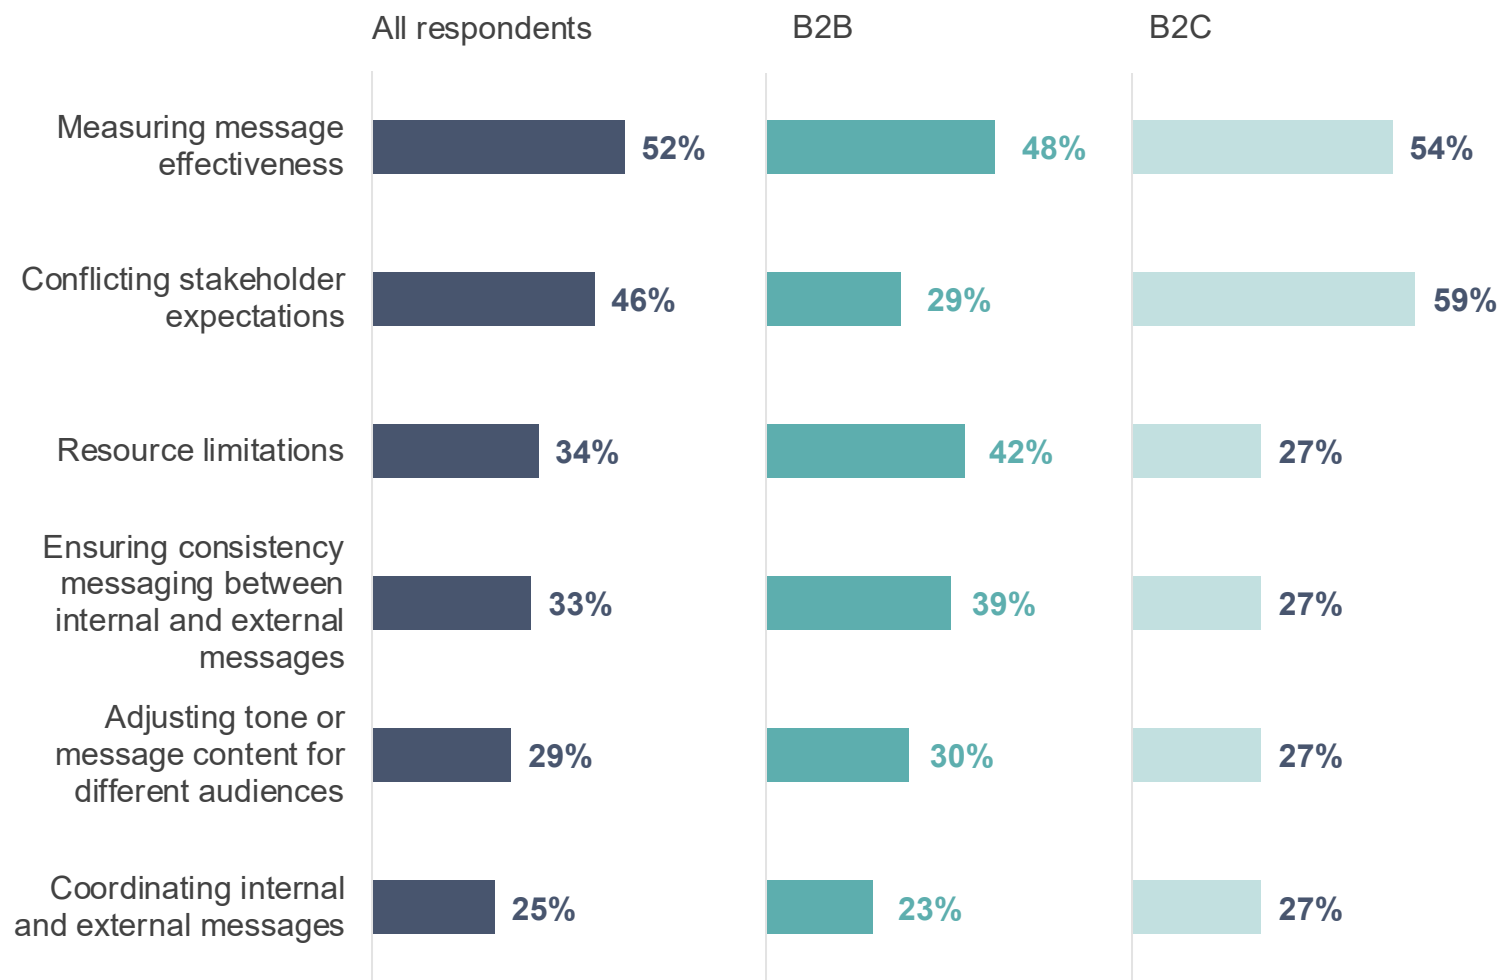 All respondents
B2B
B2C
Measuring message
effectiveness
52%
48%
54%
Conflicting stakeholder
expectations
46%
29%
59%
Resource limitations
34%
42%
27%
Ensuring consistency
messaging between
internal and external
messages
33%
39%
27%
Adjusting tone or
message content for
different audiences
29%
30%
27%
Coordinating internal
and external messages
25%
23%
27%